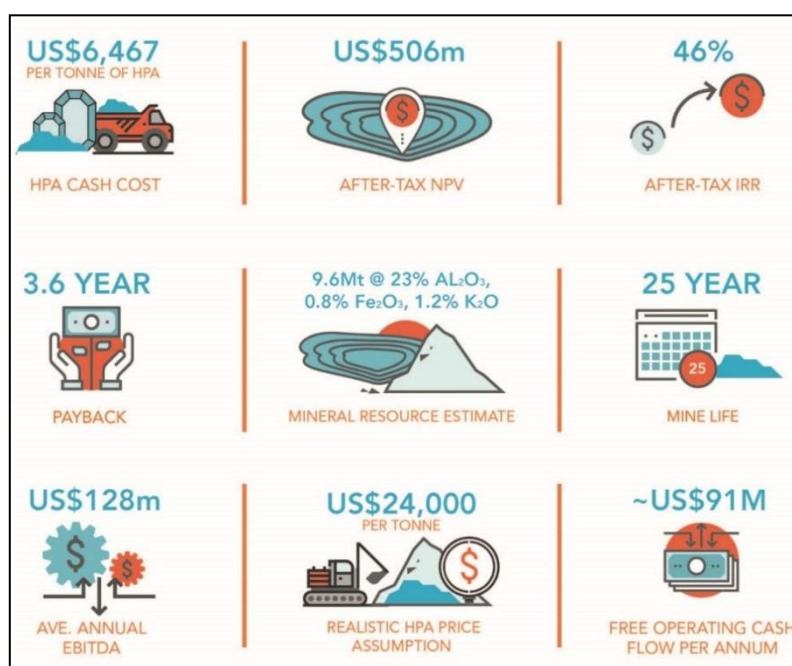 US$6,467
PER TONNE OF HPA
HPA CASH COST
US$506m
$
AFTER-TAX NPV
46%
$
$
AFTER-TAX IRR
3.6 YEAR
PAYBACK
9.6Mt @ 23% AL₂O₃,
0.8% Fe₂O₃, 1.2% K₂O
MINERAL RESOURCE ESTIMATE
25 YEAR
25
MINE LIFE
US$128m
$
$
AVE. ANNUAL
EBITDA
US$24,000
PER TONNE
$
REALISTIC HPA PRICE
ASSUMPTION
~US$91M
FREE OPERATING CASH
FLOW PER ANNUM